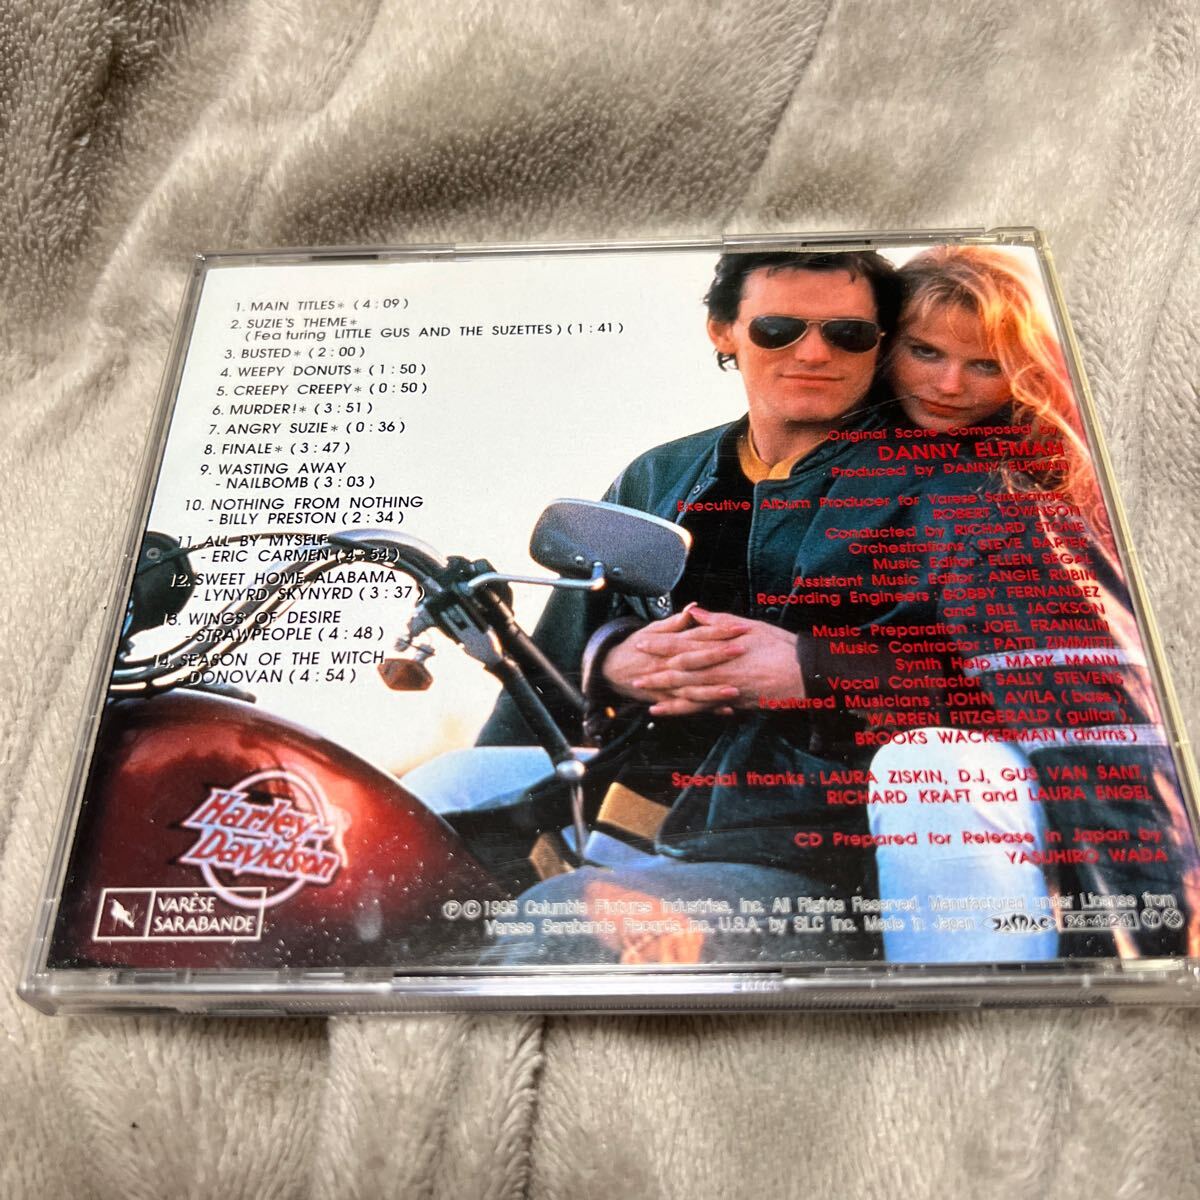 1. MAIN TITLES* (4:09)
2. SUZIE'S THEME*
(Featuring LITTLE GUS AND THE SUZETTES) (1:41)
3. BUSTED* (2:00)
4. WEEPY DONUTS* (1:50)
5. CREEPY CREEPY* (0:50)
6. MURDER!* (3:51)
7. ANGRY SUZIE* (0:36)
8. FINALE* (3:47)
9. WASTING AWAY
- NAILBOMB (3:03)
10. NOTHING FROM NOTHING
- BILLY PRESTON (2:34)
11. ALL BY MYSELF
- ERIC CARMEN (4:54)
12. SWEET HOME ALABAMA
- LYNYRD SKYNYRD (3:37)
13. WINGS OF DESIRE
- STRAWPEOPLE (4:48)
14. SEASON OF THE WITCH
- DONOVAN (4:54)
Original Score Composed by
DANNY ELFMAN
Produced by DANNY ELFMAN
Executive Album Producer for Varèse Sarabande:
ROBERT TOWNSON
Conducted by RICHARD STONE
Orchestrations : STEVE BARTEK
Music Editor : ELLEN SEGAL
Assistant Music Editor : ANGIE RUBIN
Recording Engineers : BOBBY FERNANDEZ
and BILL JACKSON
Music Preparation : JOEL FRANKLIN
Music Contractor : PATTI ZIMMITTI
Synth Help : MARK MANN
Vocal Contractor : SALLY STEVENS
Featured Musicians : JOHN AVILA (bass),
WARREN FITZGERALD (guitar),
BROOKS WACKERMAN (drums)
Special thanks : LAURA ZISKIN, D.J, GUS VAN SANT,
RICHARD KRAFT and LAURA ENGEL
CD Prepared for Release in Japan by
YASUHIRO WADA
Harley-
Davidson
VARÈSE
SARABANDE
Ⓟ©1995 Columbia Pictures Industries, Inc. All Rights Reserved. Manufactured under License from
Varèse Sarabande Records, Inc., U.S.A. by SLC Inc. Made in Japan JASRAC 96·4·24 Ⓨ Ⓧ